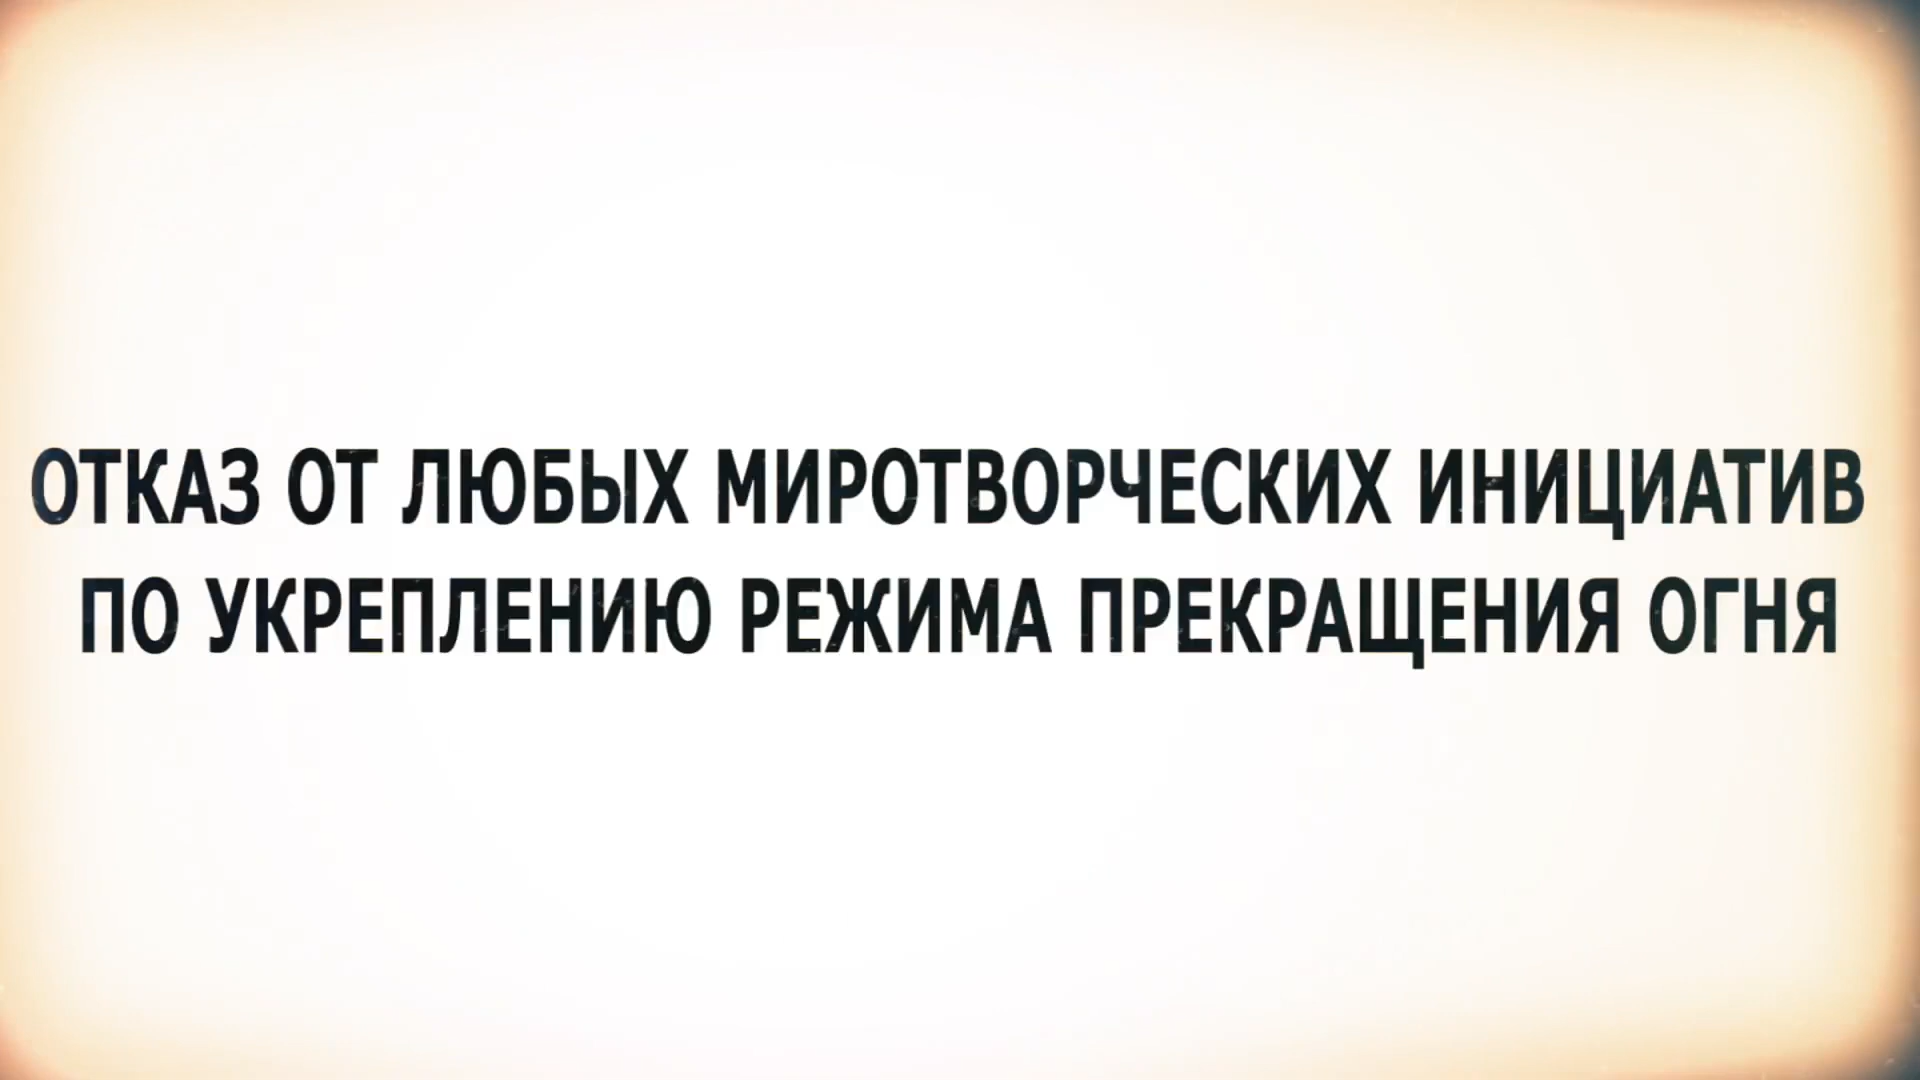 ОТКАЗ ОТ ЛЮБЫХ МИРОТВОРЧЕСКИХ ИНИЦИАТИВ
ПО УКРЕПЛЕНИЮ РЕЖИМА ПРЕКРАЩЕНИЯ ОГНЯ